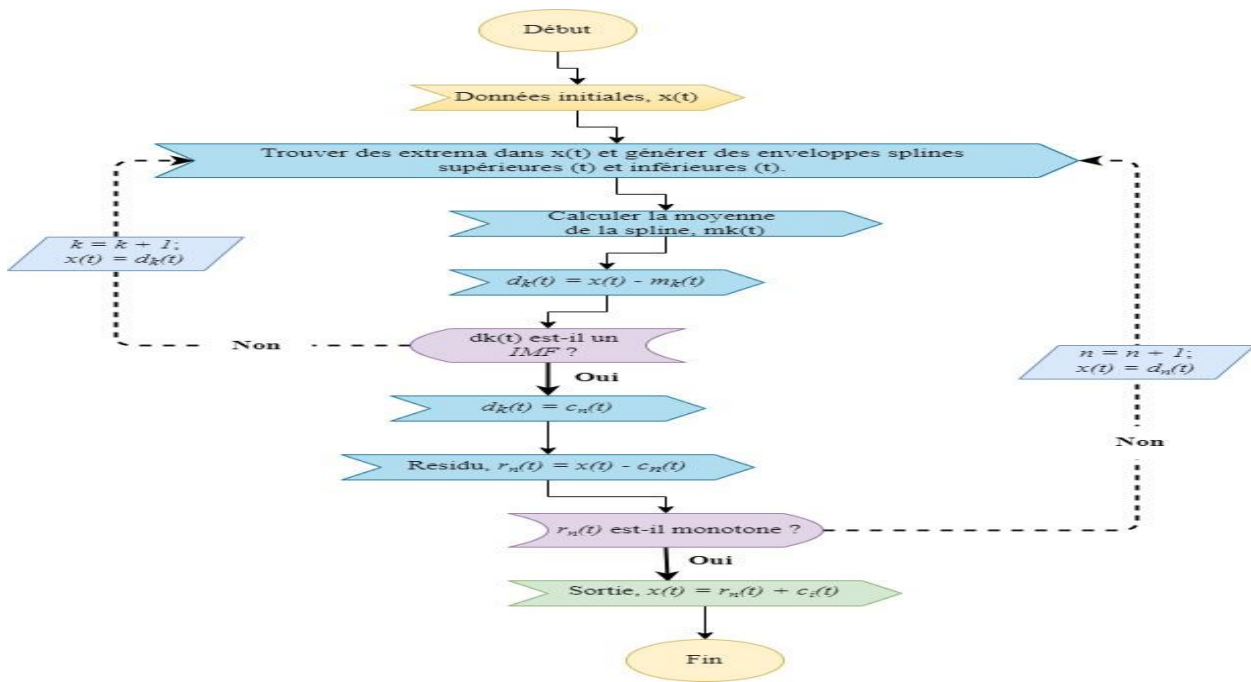 Début
Données initiales, x(t)
Trouver des extrema dans x(t) et générer des enveloppes splines
supérieures (t) et inférieures (t).
Calculer la moyenne
de la spline, mk(t)
k = k + 1;
x(t) = dk(t)
dk(t) = x(t) - mk(t)
Non
dk(t) est-il un
IMF ?
Oui
n = n + 1;
x(t) = dn(t)
dk(t) = cn(t)
Non
Residu, rn(t) = x(t) - cn(t)
rn(t) est-il monotone ?
Oui
Sortie, x(t) = rn(t) + ci(t)
Fin